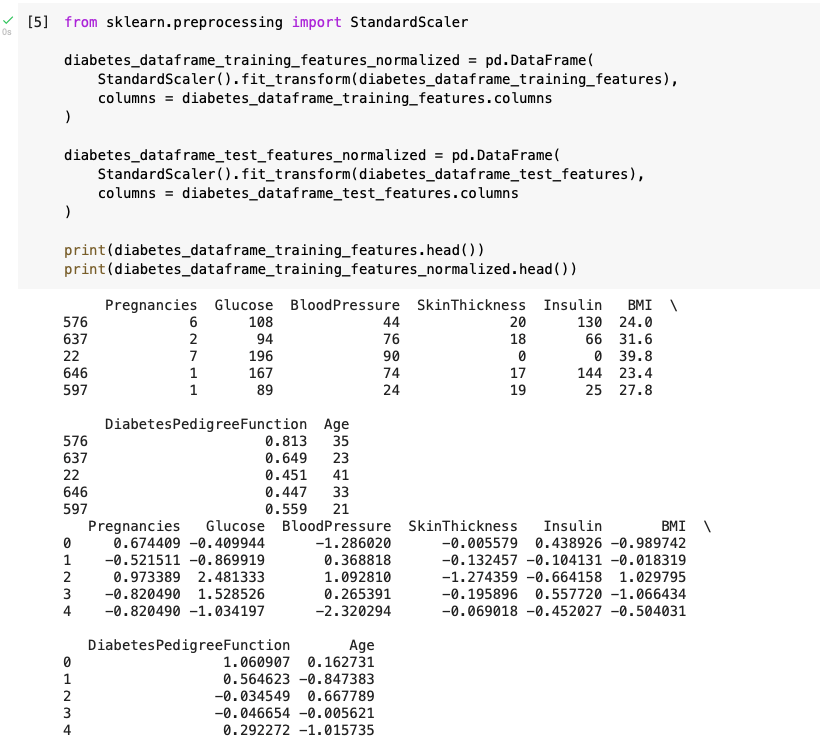 [5] from sklearn.preprocessing import StandardScaler
0s
diabetes_dataframe_training_features_normalized = pd.DataFrame(
    StandardScaler().fit_transform(diabetes_dataframe_training_features),
    columns = diabetes_dataframe_training_features.columns
)
diabetes_dataframe_test_features_normalized = pd.DataFrame(
    StandardScaler().fit_transform(diabetes_dataframe_test_features),
    columns = diabetes_dataframe_test_features.columns
)
print(diabetes_dataframe_training_features.head())
print(diabetes_dataframe_training_features_normalized.head())
     Pregnancies  Glucose  BloodPressure  SkinThickness  Insulin   BMI  \
576            6      108             44             20      130  24.0
637            2       94             76             18       66  31.6
22             7      196             90              0        0  39.8
646            1      167             74             17      144  23.4
597            1       89             24             19       25  27.8
     DiabetesPedigreeFunction  Age
576                     0.813   35
637                     0.649   23
22                      0.451   41
646                     0.447   33
597                     0.559   21
   Pregnancies   Glucose  BloodPressure  SkinThickness   Insulin       BMI  \
0     0.674409 -0.409944      -1.286020      -0.005579  0.438926 -0.989742
1    -0.521511 -0.869919       0.368818      -0.132457 -0.104131 -0.018319
2     0.973389  2.481333       1.092810      -1.274359 -0.664158  1.029795
3    -0.820490  1.528526       0.265391      -0.195896  0.557720 -1.066434
4    -0.820490 -1.034197      -2.320294      -0.069018 -0.452027 -0.504031
   DiabetesPedigreeFunction       Age
0                  1.060907  0.162731
1                  0.564623 -0.847383
2                 -0.034549  0.667789
3                 -0.046654 -0.005621
4                  0.292272 -1.015735